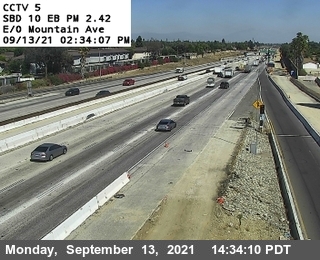 CCTV 5
SBD 10 EB PM 2.42
E/O Mountain Ave
09/13/21 02:34:07 PM
Monday, September 13, 2021 14:34:10 PDT